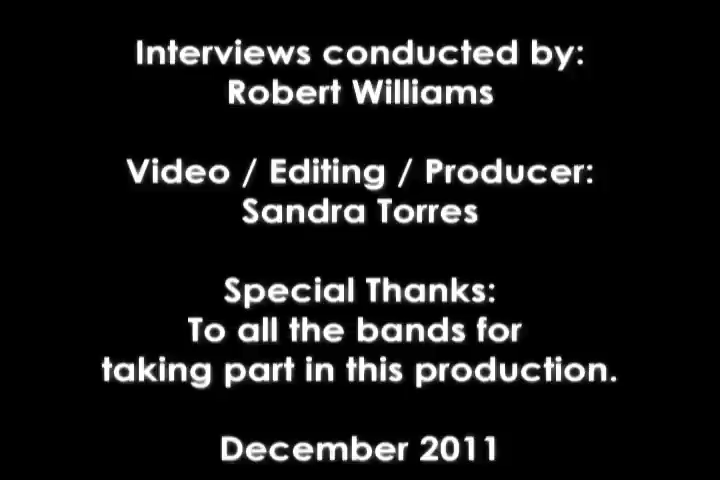 Interviews conducted by:
Robert Williams
Video / Editing / Producer:
Sandra Torres
Special Thanks:
To all the bands for
taking part in this production.
December 2011